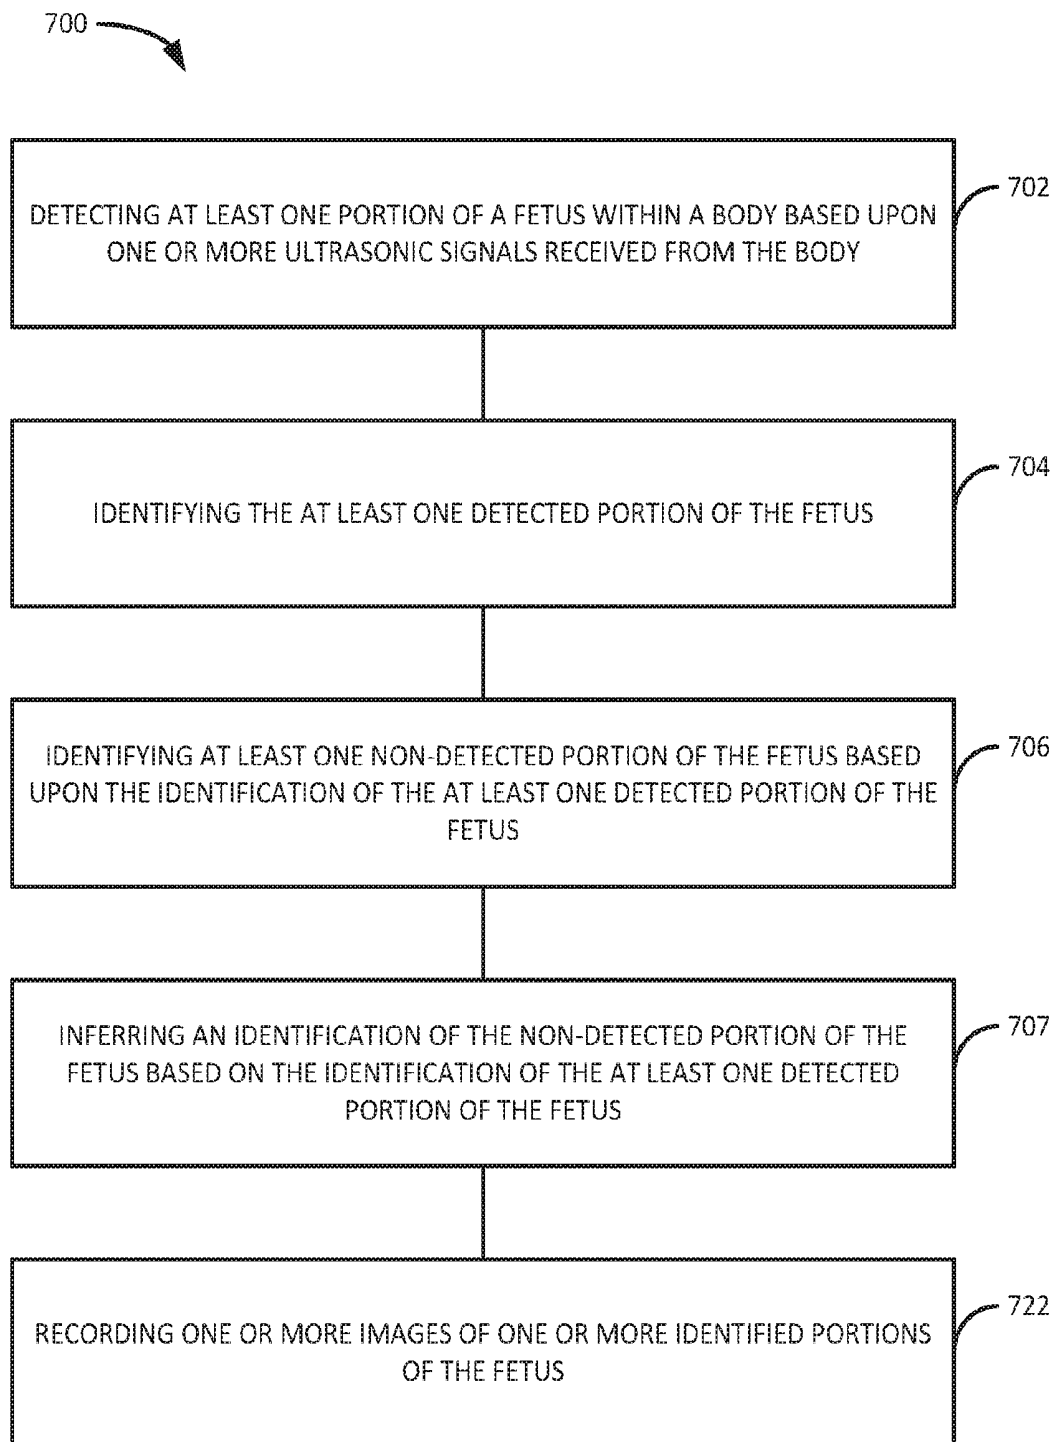 700
DETECTING AT LEAST ONE PORTION OF A FETUS WITHIN A BODY BASED UPON
ONE OR MORE ULTRASONIC SIGNALS RECEIVED FROM THE BODY
702
IDENTIFYING THE AT LEAST ONE DETECTED PORTION OF THE FETUS
704
IDENTIFYING AT LEAST ONE NON-DETECTED PORTION OF THE FETUS BASED
UPON THE IDENTIFICATION OF THE AT LEAST ONE DETECTED PORTION OF THE
FETUS
706
INFERRING AN IDENTIFICATION OF THE NON-DETECTED PORTION OF THE
FETUS BASED ON THE IDENTIFICATION OF THE AT LEAST ONE DETECTED
PORTION OF THE FETUS
707
RECORDING ONE OR MORE IMAGES OF ONE OR MORE IDENTIFIED PORTIONS
OF THE FETUS
722